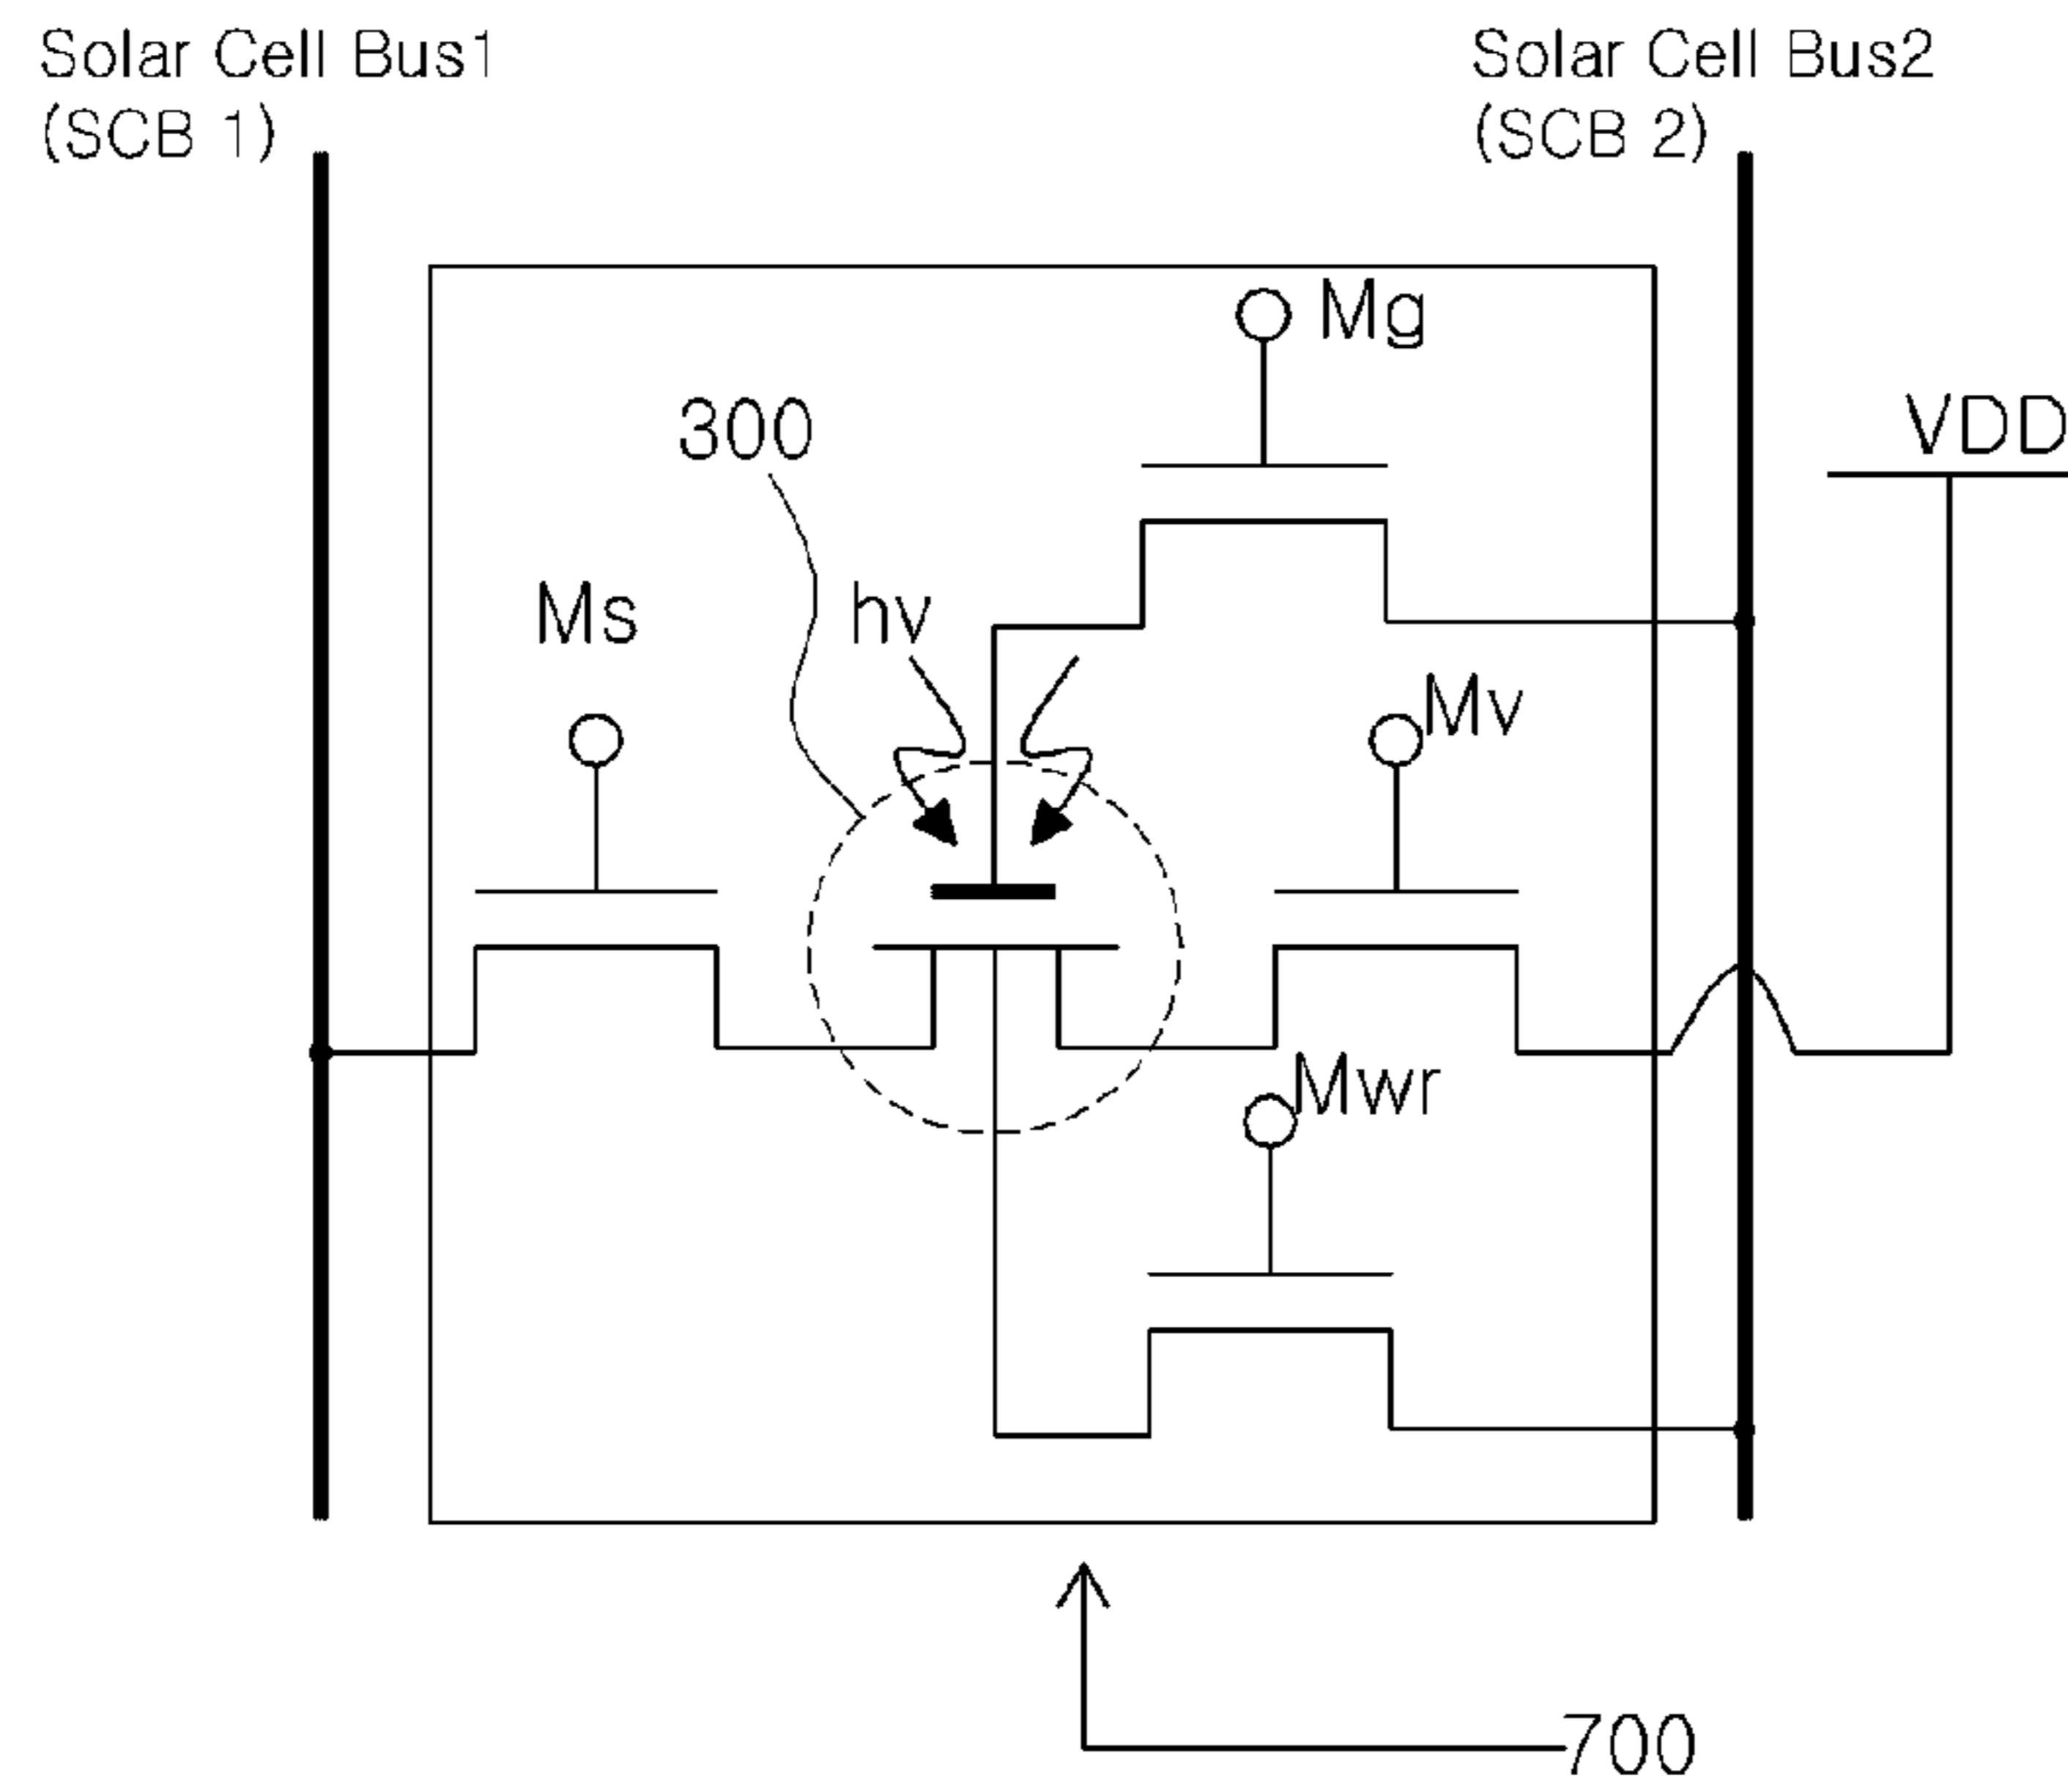 Solar Cell Bus1
(SCB 1)
Solar Cell Bus2
(SCB 2)
Mg
VDD
300
Ms
hv
Mv
Mwr
700